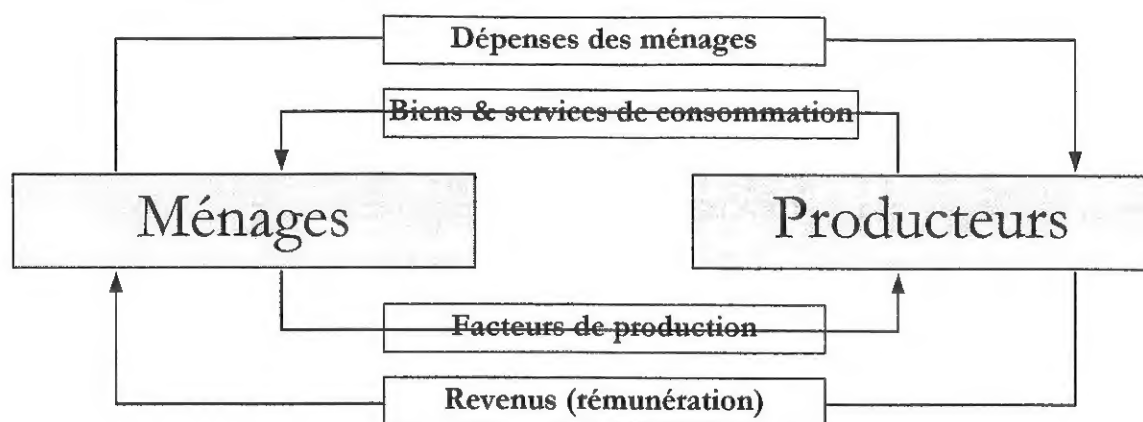 Dépenses des ménages
Biens & services de consommation
Ménages
Producteurs
Facteurs de production
Revenus (rémunération)